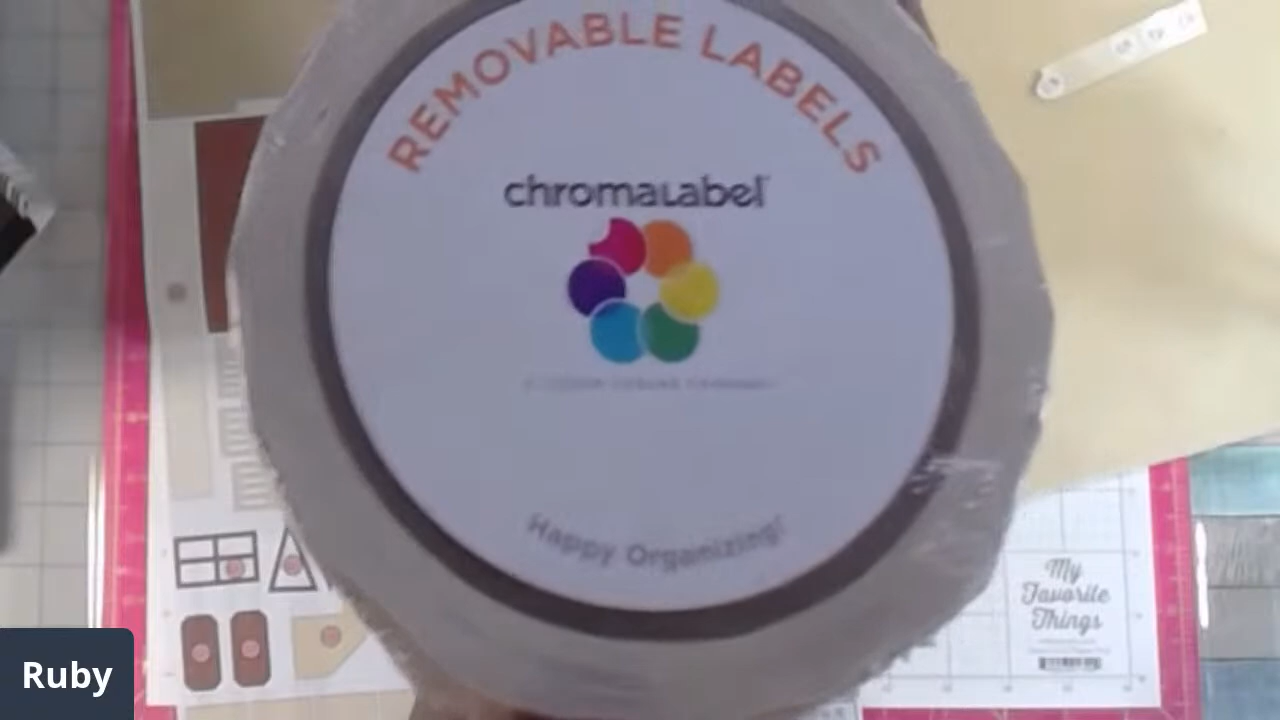 REMOVABLE LABELS
chromaLabel
Happy Organizing!
My
Favorite
Things
Ruby